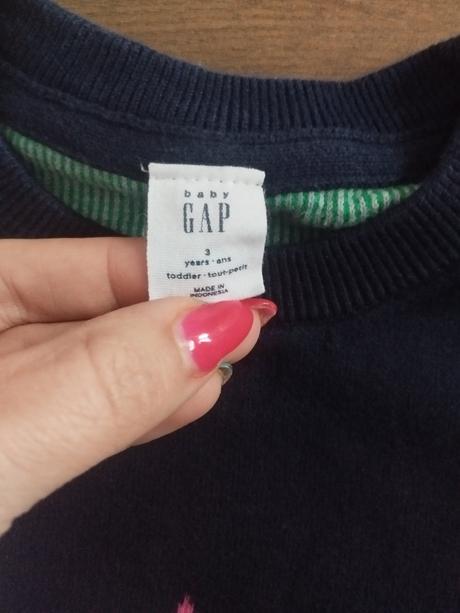 baby
GAP
3
years · ans
toddler · tout-petit
MADE IN
INDONESIA